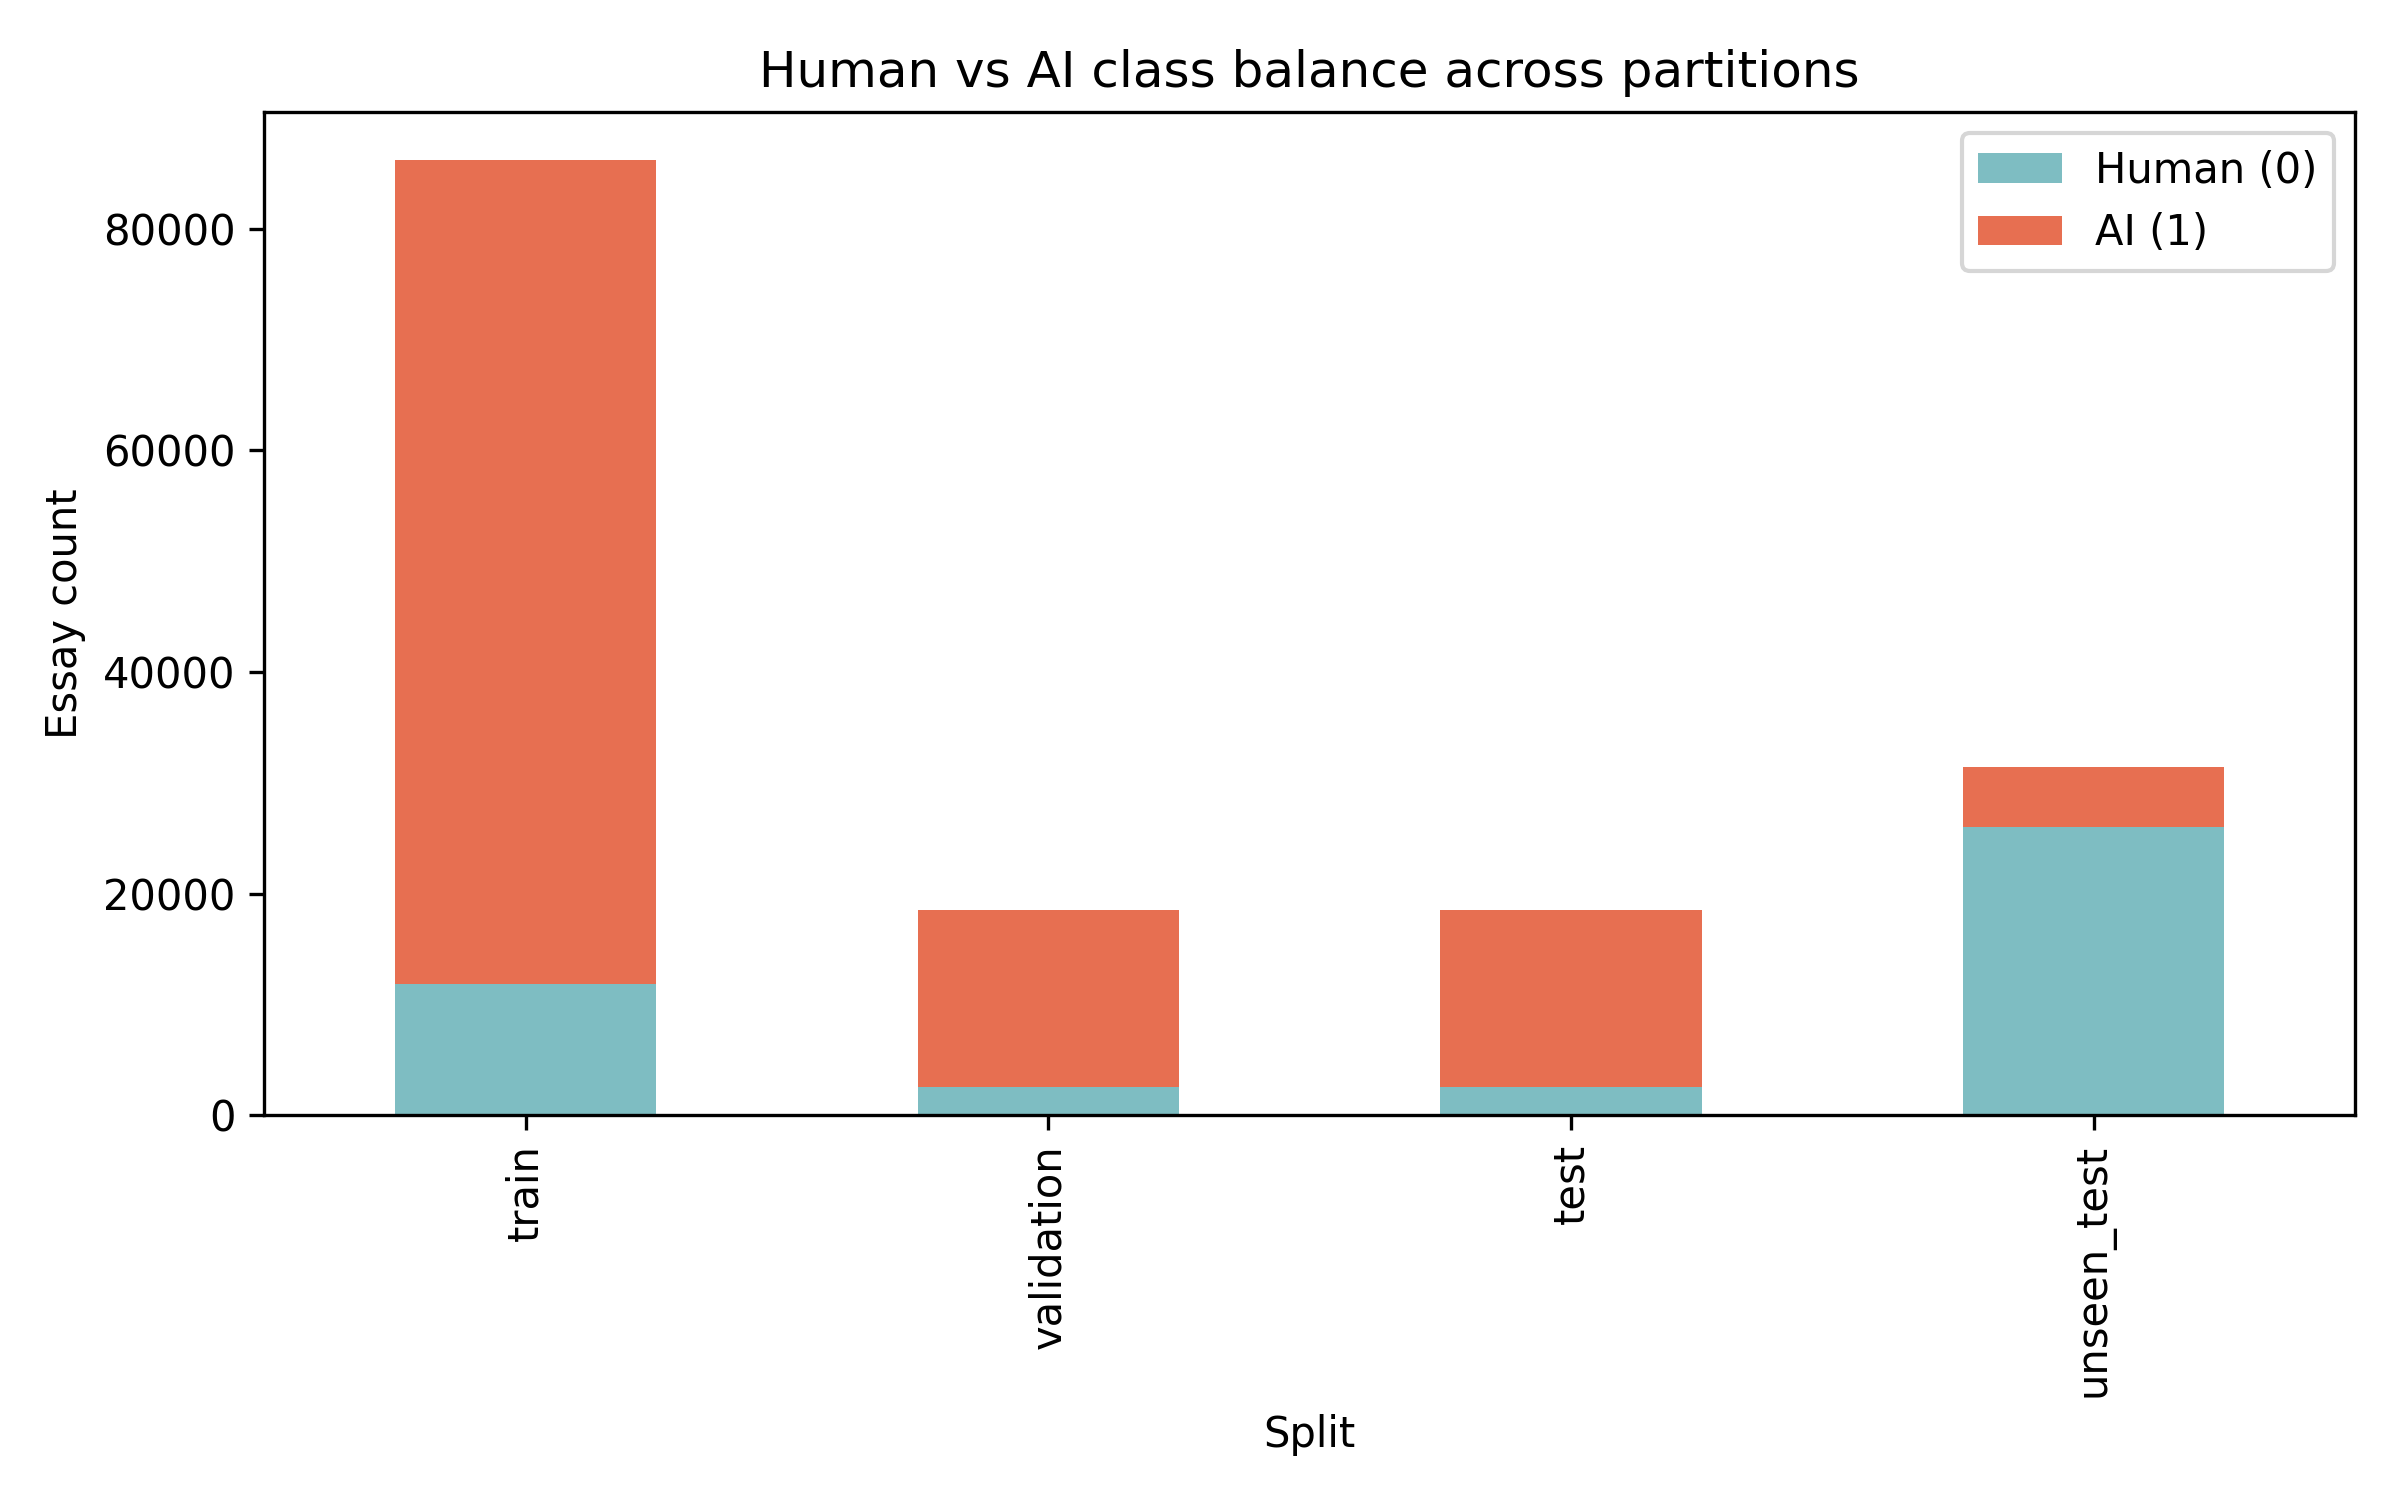 Human vs AI class balance across partitions
Human (0)
AI (1)
Essay count
80000
60000
40000
20000
0
train
validation
test
unseen_test
Split